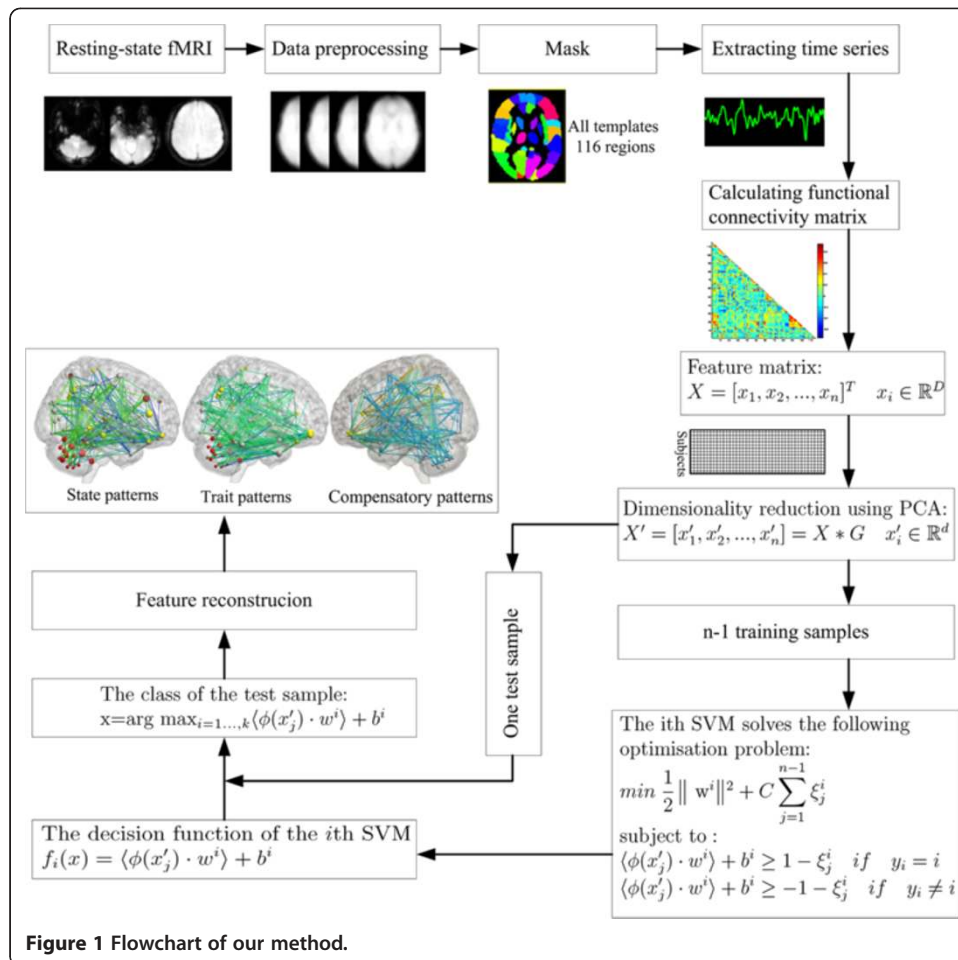 Resting-state fMRI
Data preprocessing
Mask
Extracting time series
All templates
116 regions
Calculating functional
connectivity matrix
Feature matrix:
X = [x₁, x₂, ..., xₙ]ᵀ xᵢ ∈ ℝᴰ
Subjects
Dimensionality reduction using PCA:
X′ = [x′₁, x′₂, ..., x′ₙ] = X * G x′ᵢ ∈ ℝᵈ
One test sample
n-1 training samples
The ith SVM solves the following
optimisation problem:
min 1/2 ‖ wⁱ‖² + C ∑_{j=1}^{n-1} ξⱼⁱ
subject to :
⟨ϕ(x′ⱼ) · wⁱ⟩ + bⁱ ≥ 1 − ξⱼⁱ if yᵢ = i
⟨ϕ(x′ⱼ) · wⁱ⟩ + bⁱ ≥ −1 − ξⱼⁱ if yᵢ ≠ i
The decision function of the ith SVM
fᵢ(x) = ⟨ϕ(x′ⱼ) · wⁱ⟩ + bⁱ
The class of the test sample:
x=arg max_{i=1...,k}⟨ϕ(x′ⱼ) · wⁱ⟩ + bⁱ
Feature reconstrucion
State patterns
Trait patterns
Compensatory patterns
Figure 1 Flowchart of our method.